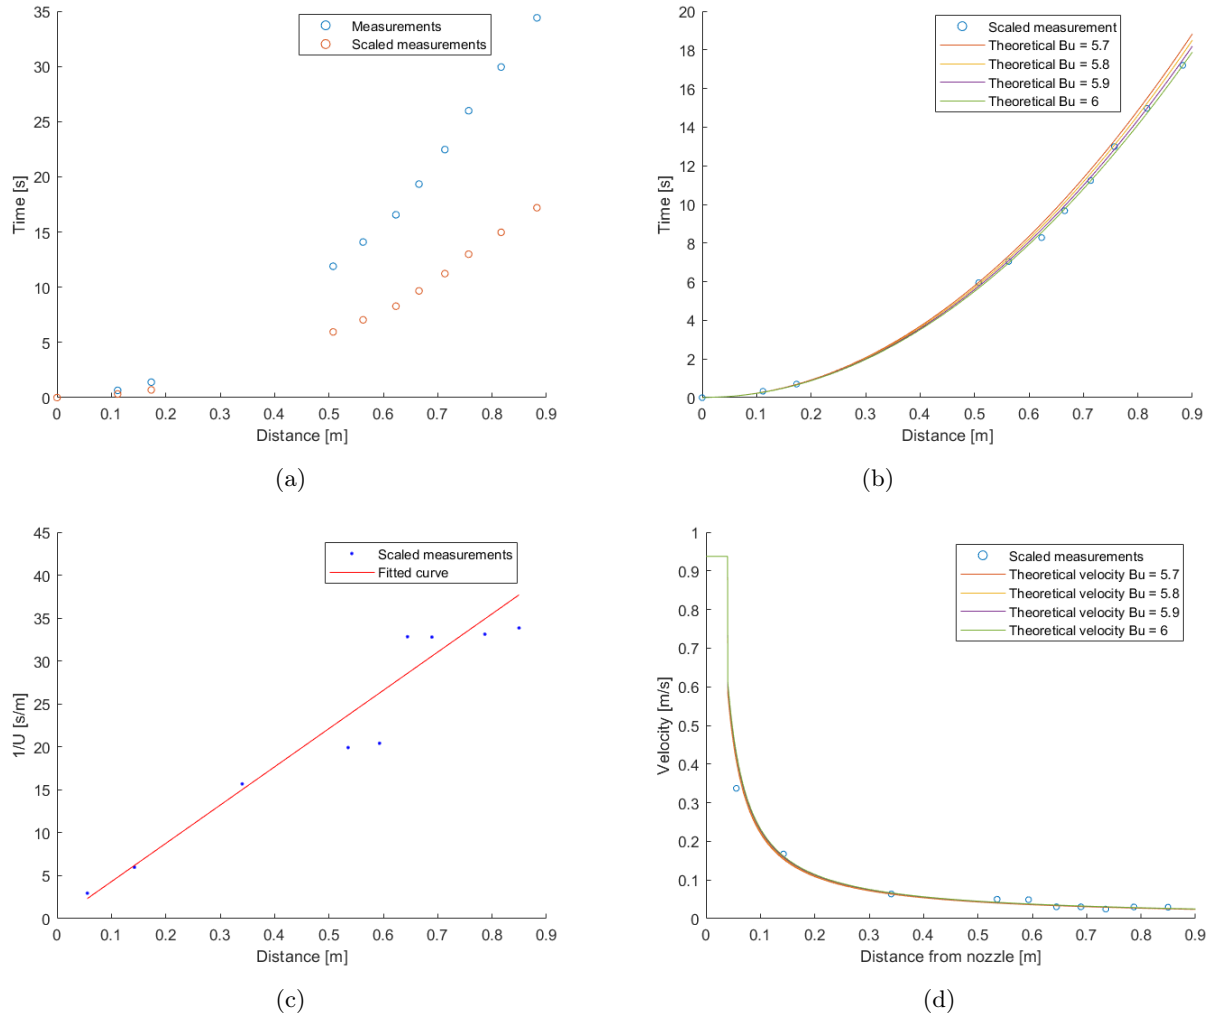 35
30
25
20
15
10
5
0
0 0.1 0.2 0.3 0.4 0.5 0.6 0.7 0.8 0.9
Time [s]
Distance [m]
Measurements
Scaled measurements
(a)
20
18
16
14
12
10
8
6
4
2
0
0 0.1 0.2 0.3 0.4 0.5 0.6 0.7 0.8 0.9
Time [s]
Distance [m]
Scaled measurement
Theoretical Bu = 5.7
Theoretical Bu = 5.8
Theoretical Bu = 5.9
Theoretical Bu = 6
(b)
45
40
35
30
25
20
15
10
5
0
0 0.1 0.2 0.3 0.4 0.5 0.6 0.7 0.8 0.9
1/U [s/m]
Distance [m]
Scaled measurements
Fitted curve
(c)
1
0.9
0.8
0.7
0.6
0.5
0.4
0.3
0.2
0.1
0
0 0.1 0.2 0.3 0.4 0.5 0.6 0.7 0.8 0.9
Velocity [m/s]
Distance from nozzle [m]
Scaled measurements
Theoretical velocity Bu = 5.7
Theoretical velocity Bu = 5.8
Theoretical velocity Bu = 5.9
Theoretical velocity Bu = 6
(d)